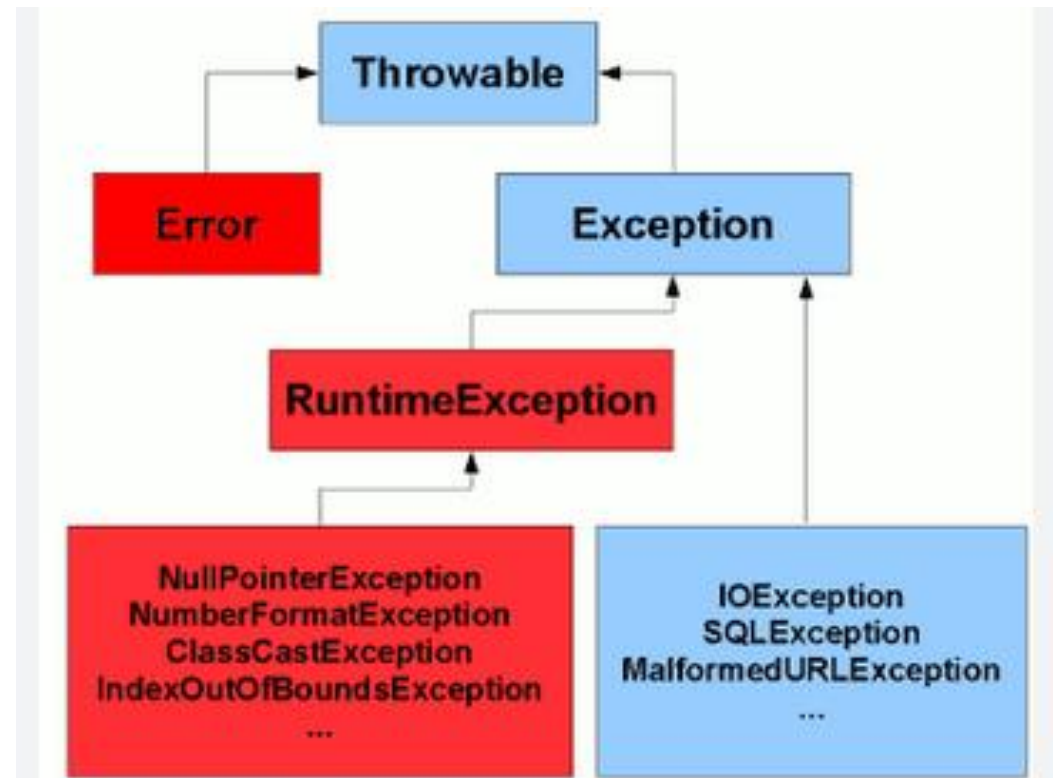 Throwable
Error
Exception
RuntimeException
NullPointerException
NumberFormatException
ClassCastException
IndexOutOfBoundsException
...
IOException
SQLException
MalformedURLException
...